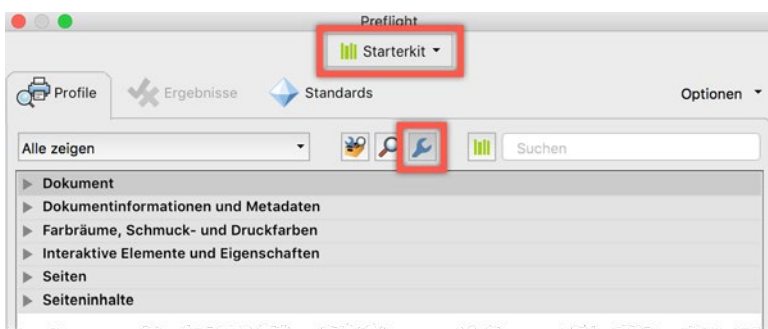 Preflight
Starterkit
Profile Ergebnisse Standards Optionen
Alle zeigen Suchen
Dokument
Dokumentinformationen und Metadaten
Farbräume, Schmuck- und Druckfarben
Interaktive Elemente und Eigenschaften
Seiten
Seiteninhalte